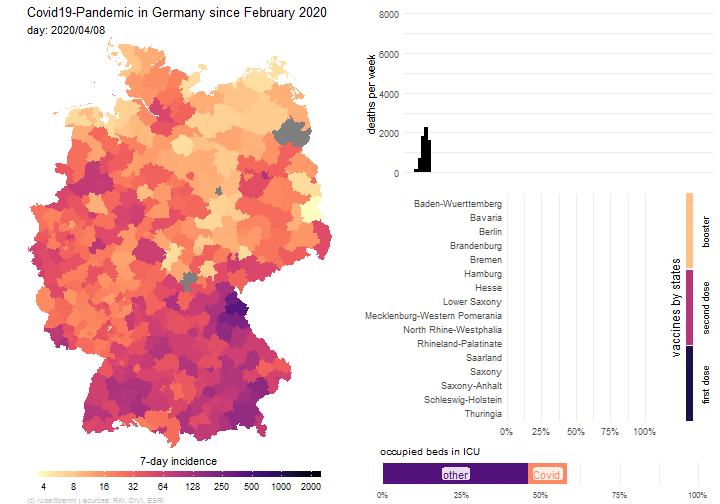 Covid19-Pandemic in Germany since February 2020
day: 2020/04/08
7-day incidence
4 8 16 32 64 125 250 500 1000 2000
(c) /u/zeitbremt | sources: RKI, DIVI, ESRI
deaths per week
8000
6000
4000
2000
0
Baden-Wuerttemberg
Bavaria
Berlin
Brandenburg
Bremen
Hamburg
Hesse
Lower Saxony
Mecklenburg-Western Pomerania
North Rhine-Westphalia
Rhineland-Palatinate
Saarland
Saxony
Saxony-Anhalt
Schleswig-Holstein
Thuringia
0% 25% 50% 75% 100%
vaccines by states
booster
second dose
first dose
occupied beds in ICU
other Covid
0% 25% 50% 75% 100%